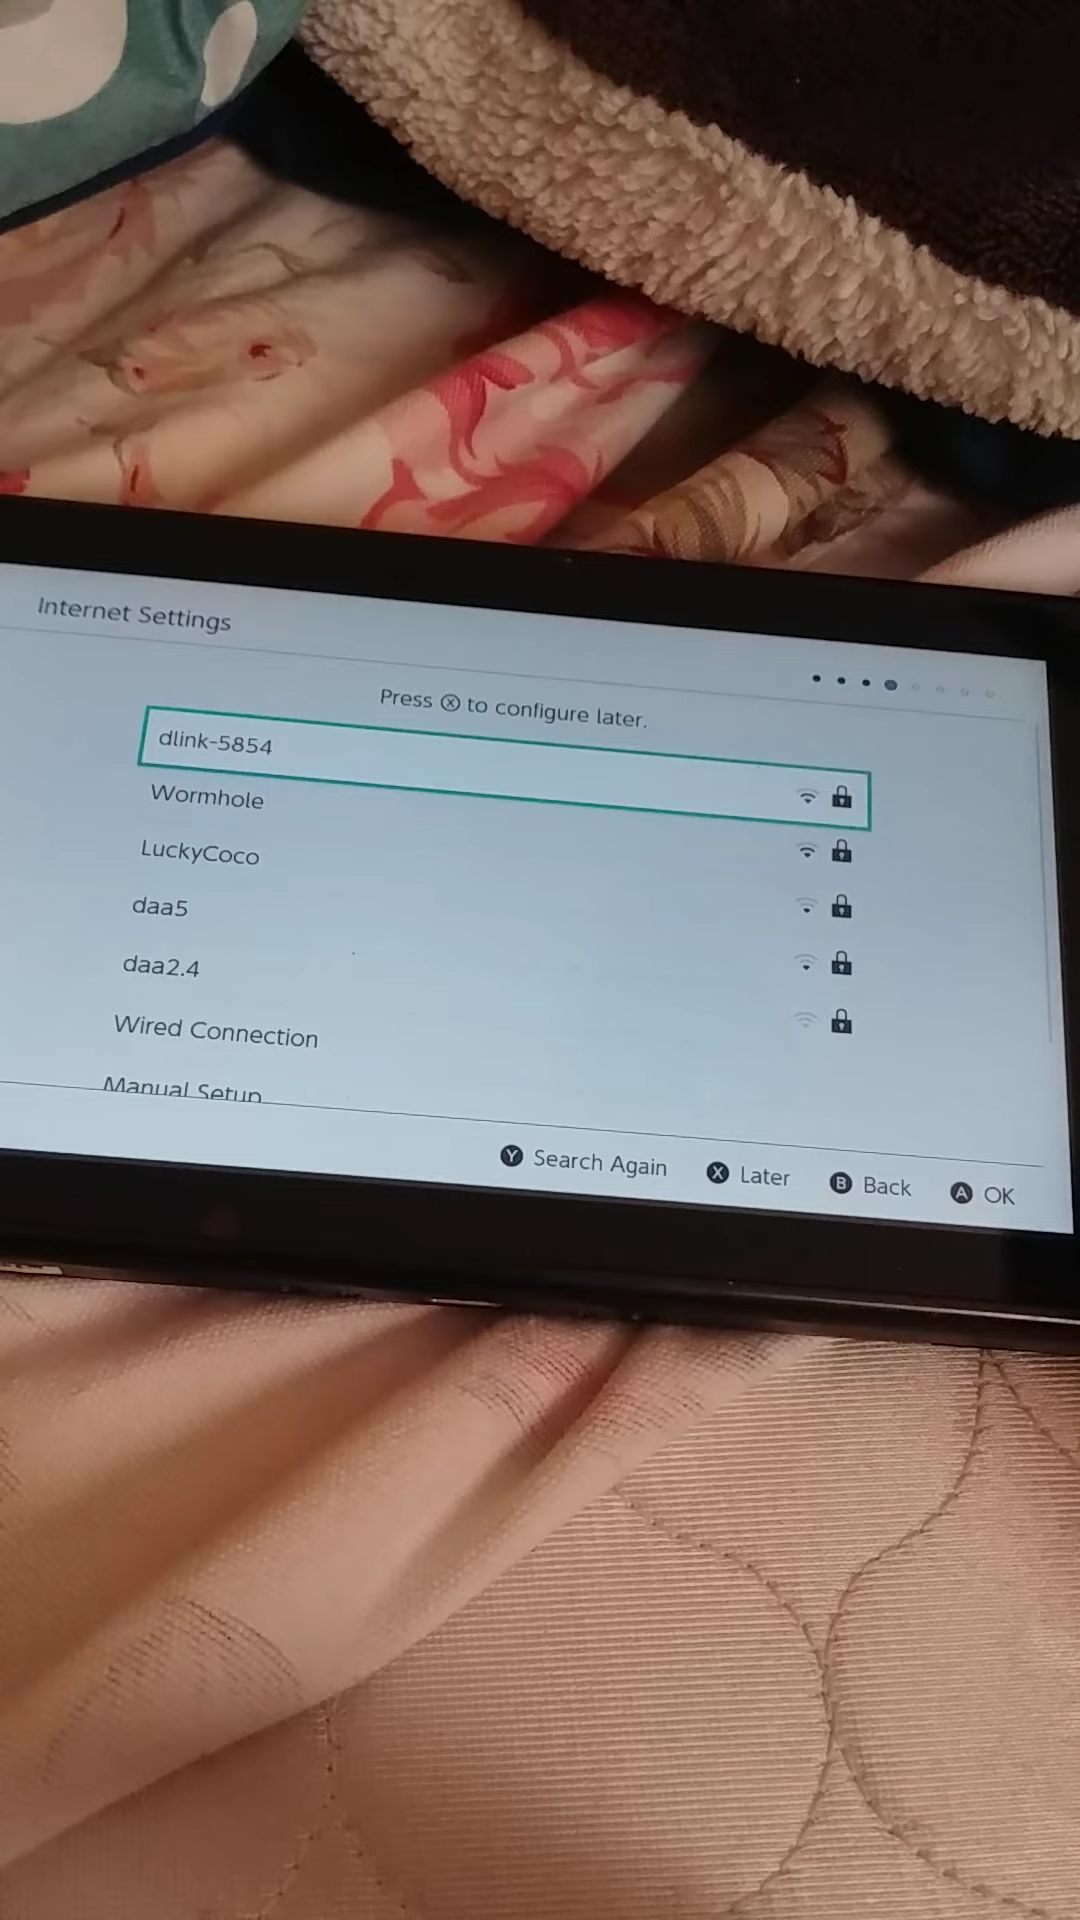 Internet Settings
Press Ⓧ to configure later.
dlink-5854
Wormhole
LuckyCoco
daa5
daa2.4
Wired Connection
Manual Setup
Y Search Again X Later B Back A OK